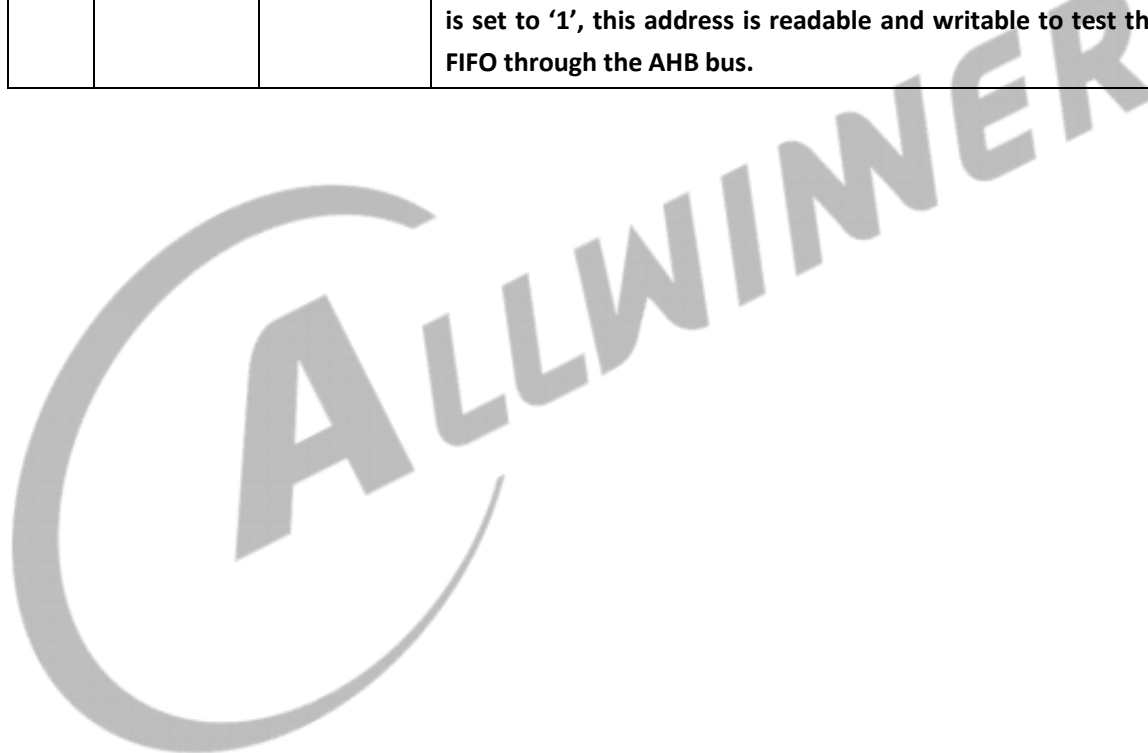 is set to ‘1’, this address is readable and writable to test th
FIFO through the AHB bus.
ALLWINNER